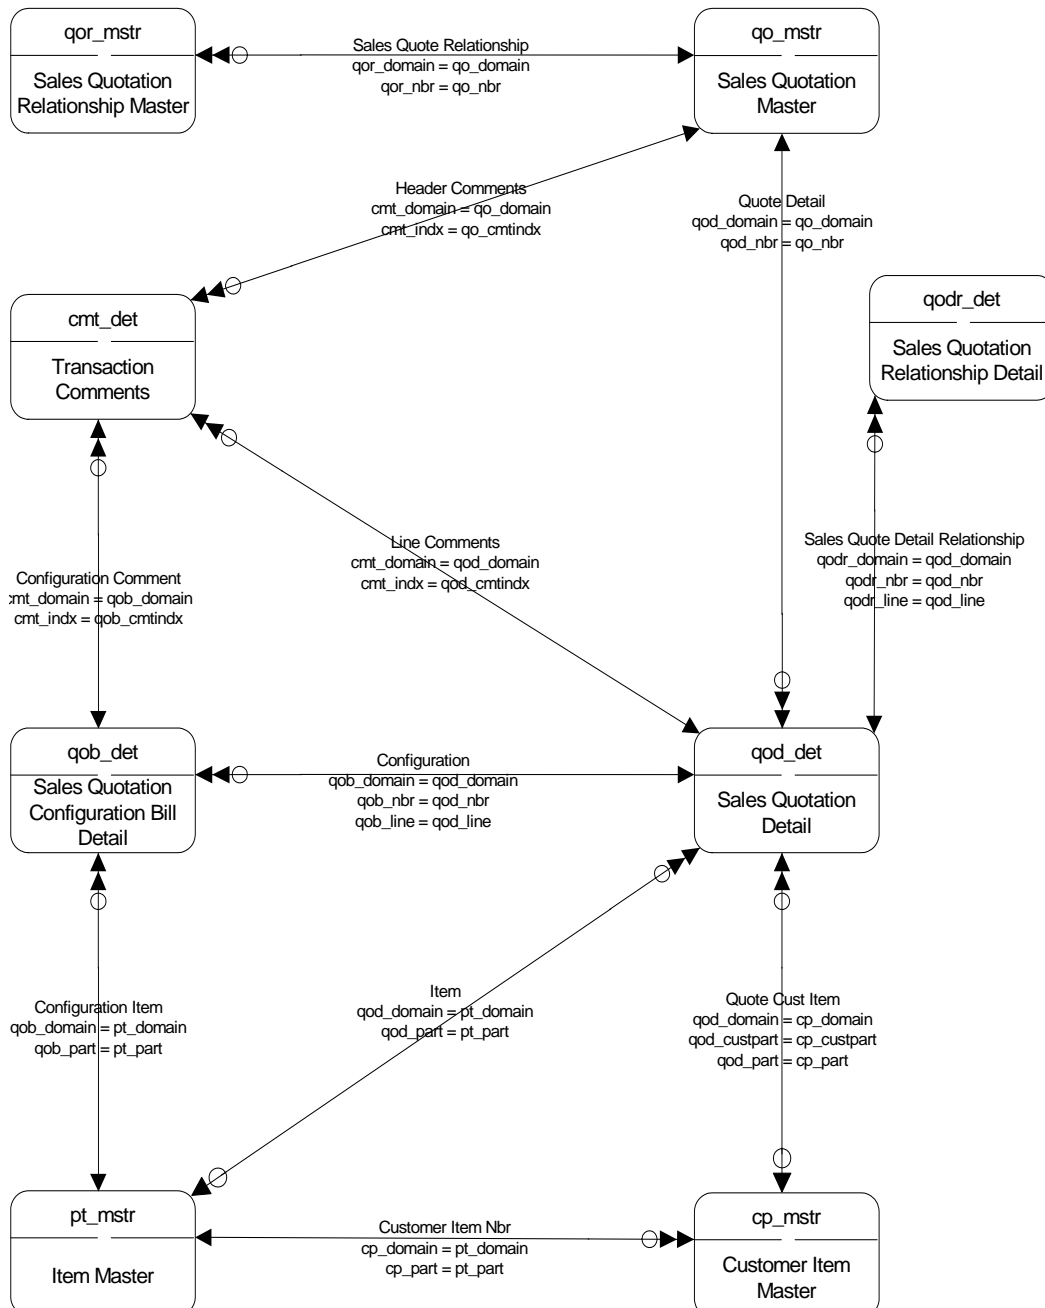 qor_mstr
Sales Quotation
Relationship Master
Sales Quote Relationship
qor_domain = qo_domain
qor_nbr = qo_nbr
qo_mstr
Sales Quotation
Master
Header Comments
cmt_domain = qo_domain
cmt_indx = qo_cmtindx
Quote Detail
qod_domain = qo_domain
qod_nbr = qo_nbr
cmt_det
Transaction
Comments
qodr_det
Sales Quotation
Relationship Detail
Line Comments
cmt_domain = qod_domain
cmt_indx = qod_cmtindx
Sales Quote Detail Relationship
qodr_domain = qod_domain
qodr_nbr = qod_nbr
qodr_line = qod_line
Configuration Comment
cmt_domain = qob_domain
cmt_indx = qob_cmtindx
qob_det
Sales Quotation
Configuration Bill
Detail
Configuration
qob_domain = qod_domain
qob_nbr = qod_nbr
qob_line = qod_line
qod_det
Sales Quotation
Detail
Configuration Item
qob_domain = pt_domain
qob_part = pt_part
Item
qod_domain = pt_domain
qod_part = pt_part
Quote Cust Item
qod_domain = cp_domain
qod_custpart = cp_custpart
qod_part = cp_part
pt_mstr
Item Master
Customer Item Nbr
cp_domain = pt_domain
cp_part = pt_part
cp_mstr
Customer Item
Master